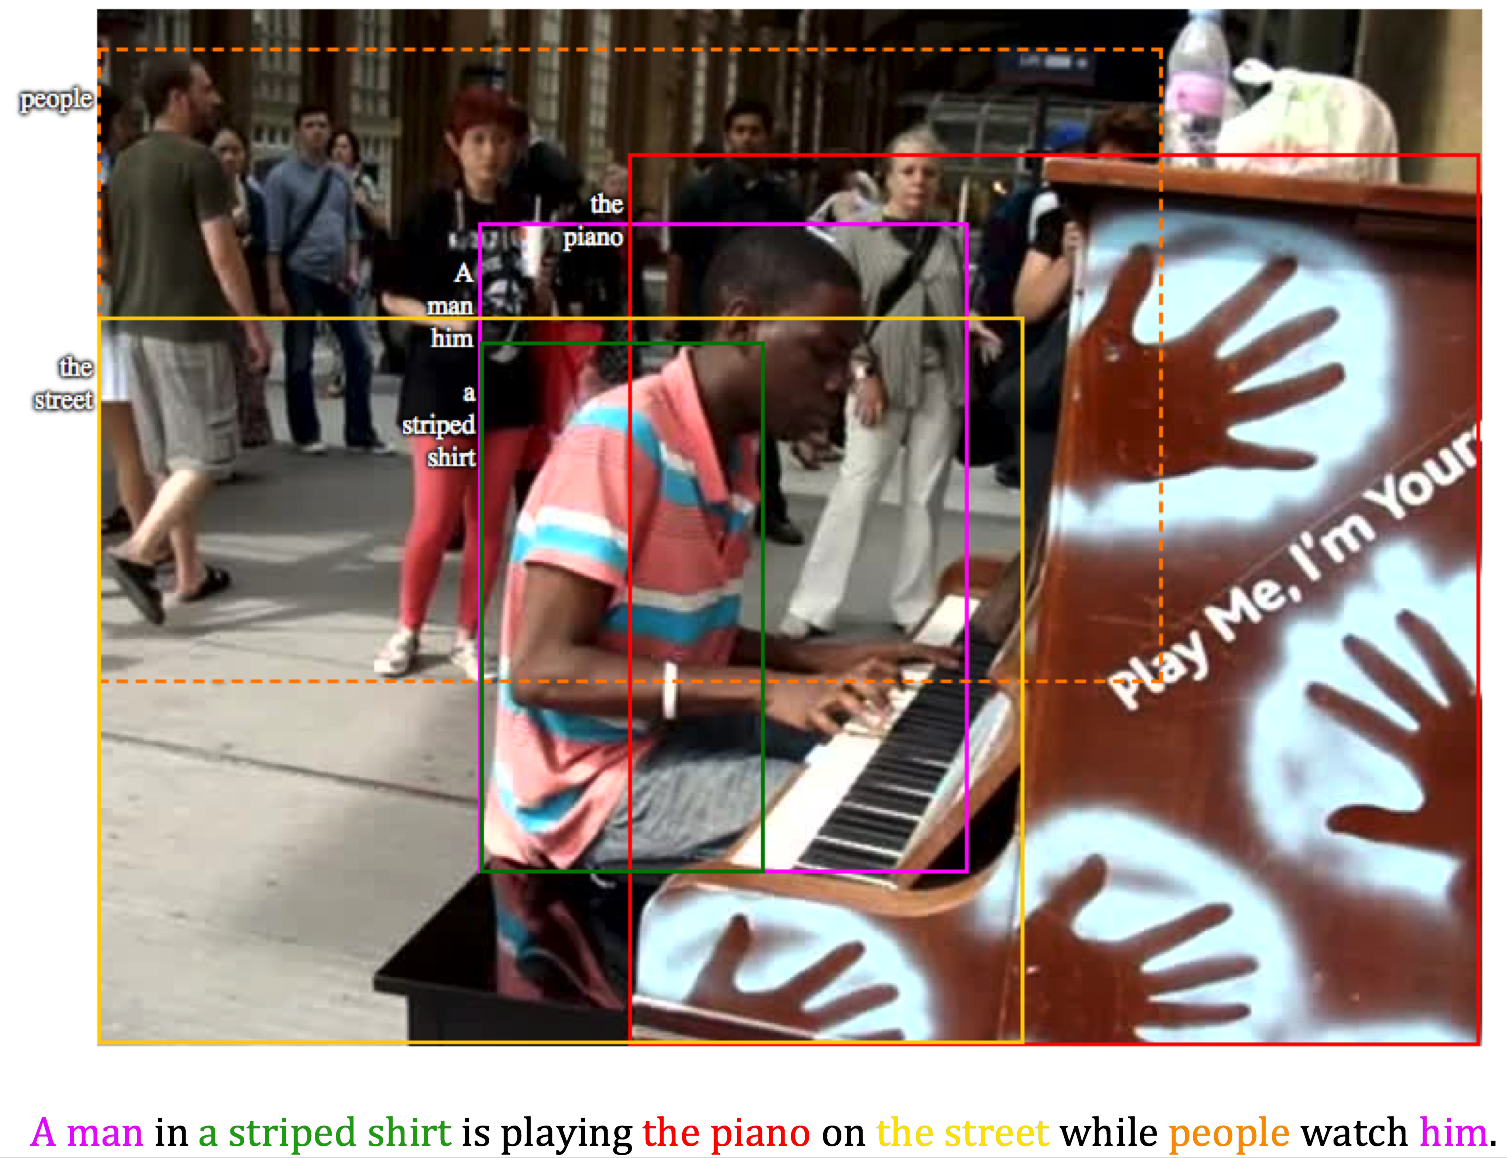 people
the
piano
A
man
him
the
street
a
striped
shirt
Play Me, I'm Your
A man in a striped shirt is playing the piano on the street while people watch him.